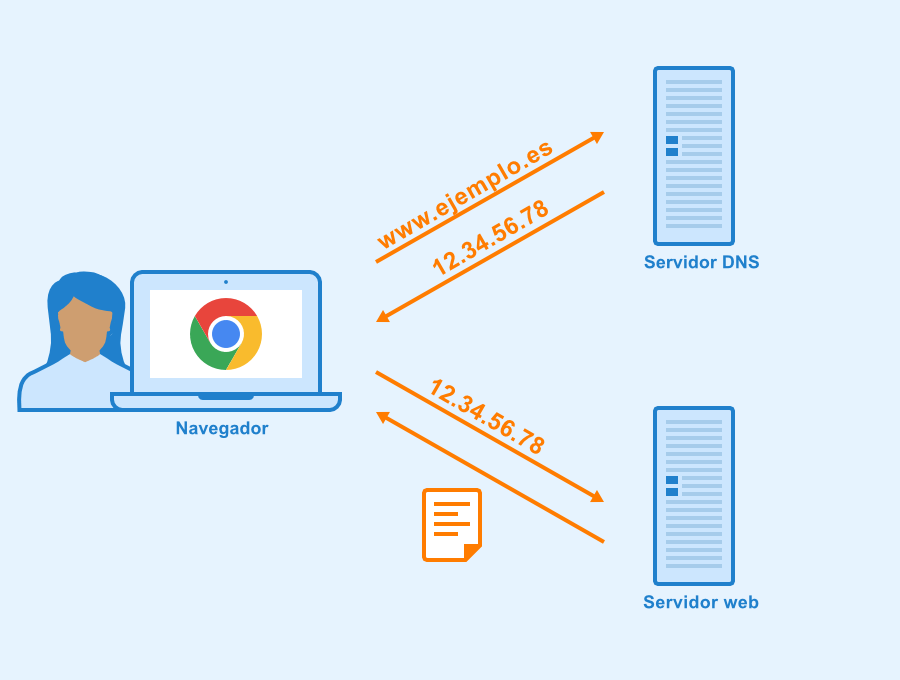 www.ejemplo.es
12.34.56.78
Servidor DNS
Navegador
12.34.56.78
Servidor web